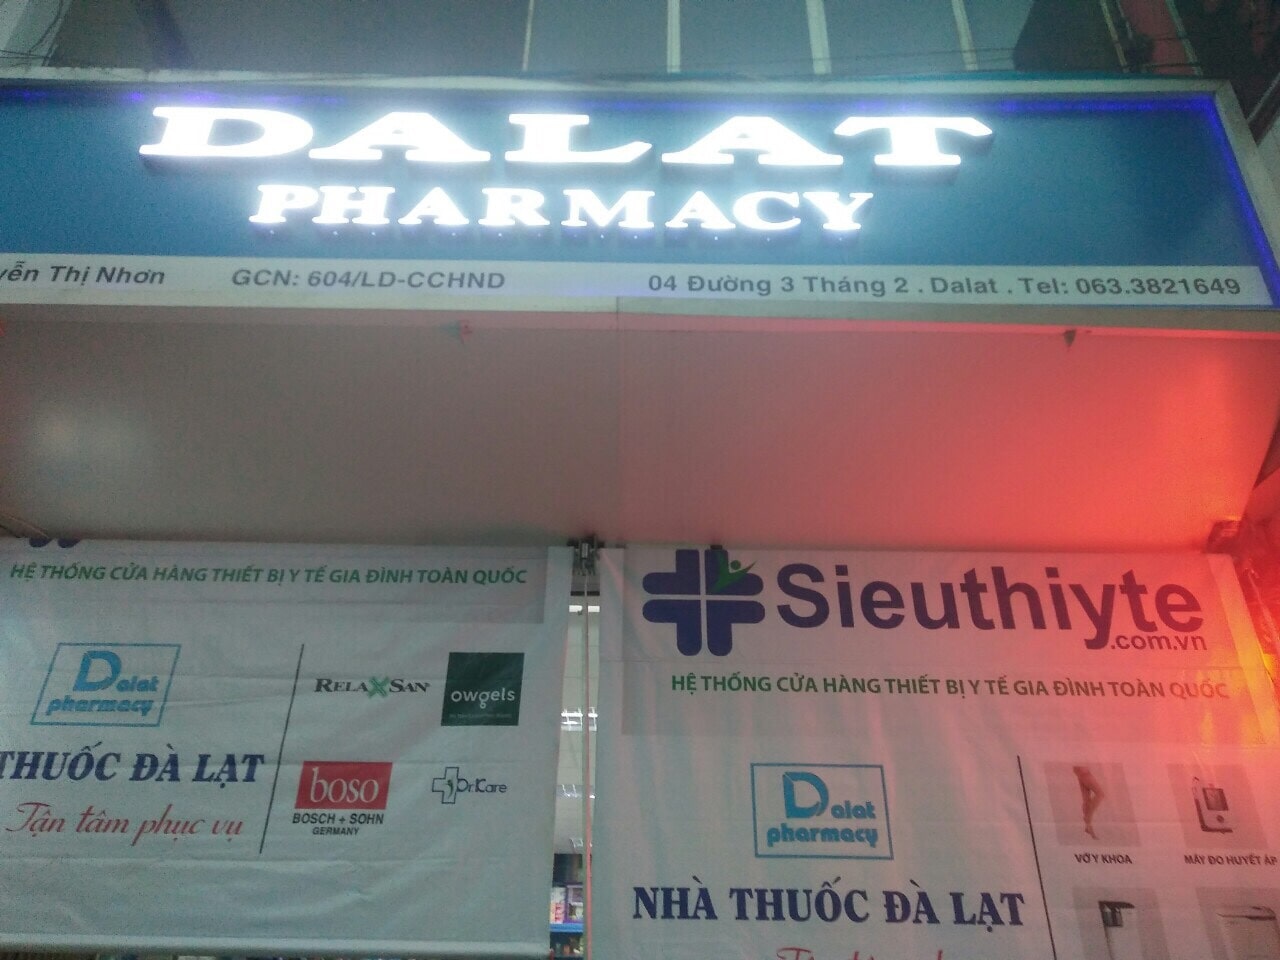 DALAT
PHARMACY
Thị Nhơn GCN: 604/LD-CCHND 04 Đường 3 Tháng 2 . Dalat . Tel: 063.3821649
HỆ THỐNG CỬA HÀNG THIẾT BỊ Y TẾ GIA ĐÌNH TOÀN QUỐC
Dalat
pharmacy
THUỐC ĐÀ LẠT
Tận tâm phục vụ
RELAXSAN
owgels
boso
BOSCH + SOHN
GERMANY
Dr.iCare
Sieuthiyte
.com.vn
HỆ THỐNG CỬA HÀNG THIẾT BỊ Y TẾ GIA ĐÌNH TOÀN QUỐC
Dalat
pharmacy
NHÀ THUỐC ĐÀ LẠT
VỚ Y KHOA
MÁY ĐO HUYẾT ÁP